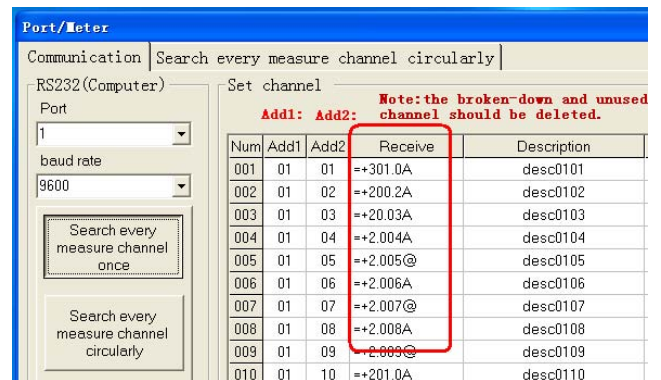 Port/Meter
Communication Search every measure channel circularly
RS232(Computer)
Port
1
baud rate
9600
Search every
measure channel
once
Search every
measure channel
circularly
Set channel
Note:the broken-down and unused
Add1: Add2: channel should be deleted.
Num Add1 Add2 Receive Description
001 01 01 =+301.0A desc0101
002 01 02 =+200.2A desc0102
003 01 03 =+20.03A desc0103
004 01 04 =+2.004A desc0104
005 01 05 =+2.005@ desc0105
006 01 06 =+2.006A desc0106
007 01 07 =+2.007@ desc0107
008 01 08 =+2.008A desc0108
009 01 09 =+2.009@ desc0109
010 01 10 =+201.0A desc0110